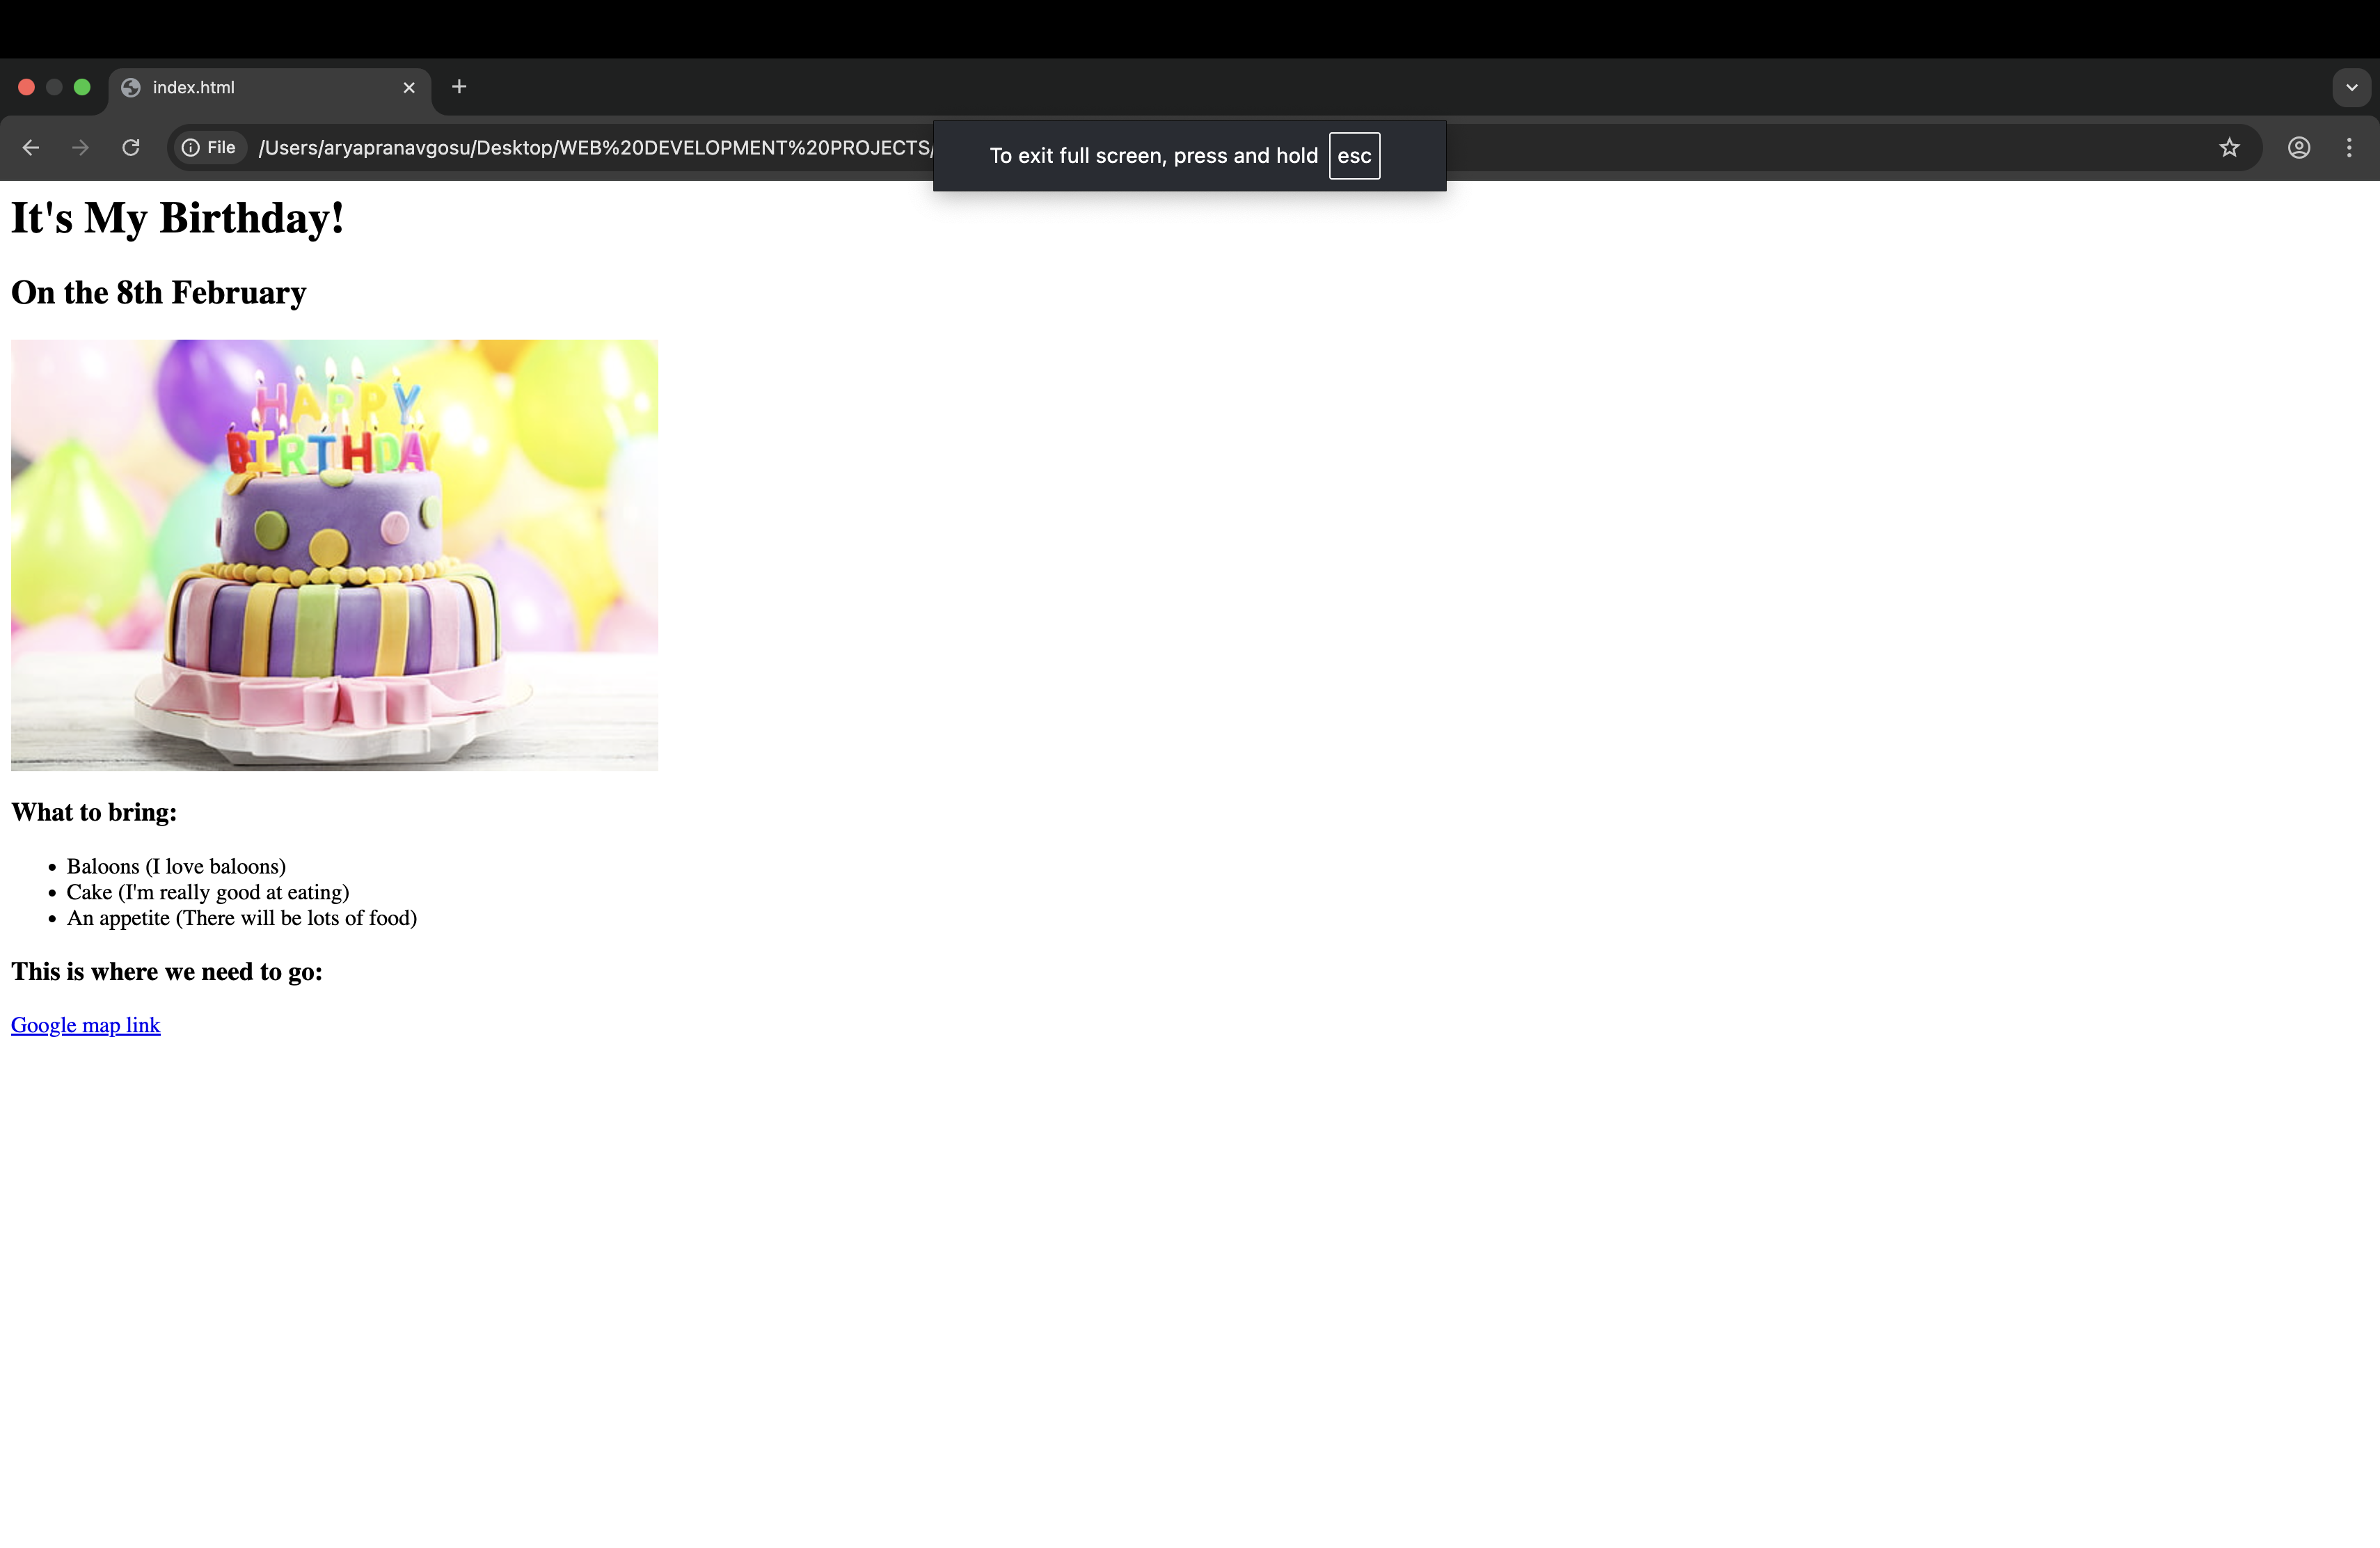 index.html
File
/Users/aryapranavgosu/Desktop/WEB%20DEVELOPMENT%20PROJECTS/
To exit full screen, press and hold esc
It's My Birthday!
On the 8th February
HAPPY
BIRTHDAY
What to bring:
Baloons (I love baloons)
Cake (I'm really good at eating)
An appetite (There will be lots of food)
This is where we need to go:
Google map link